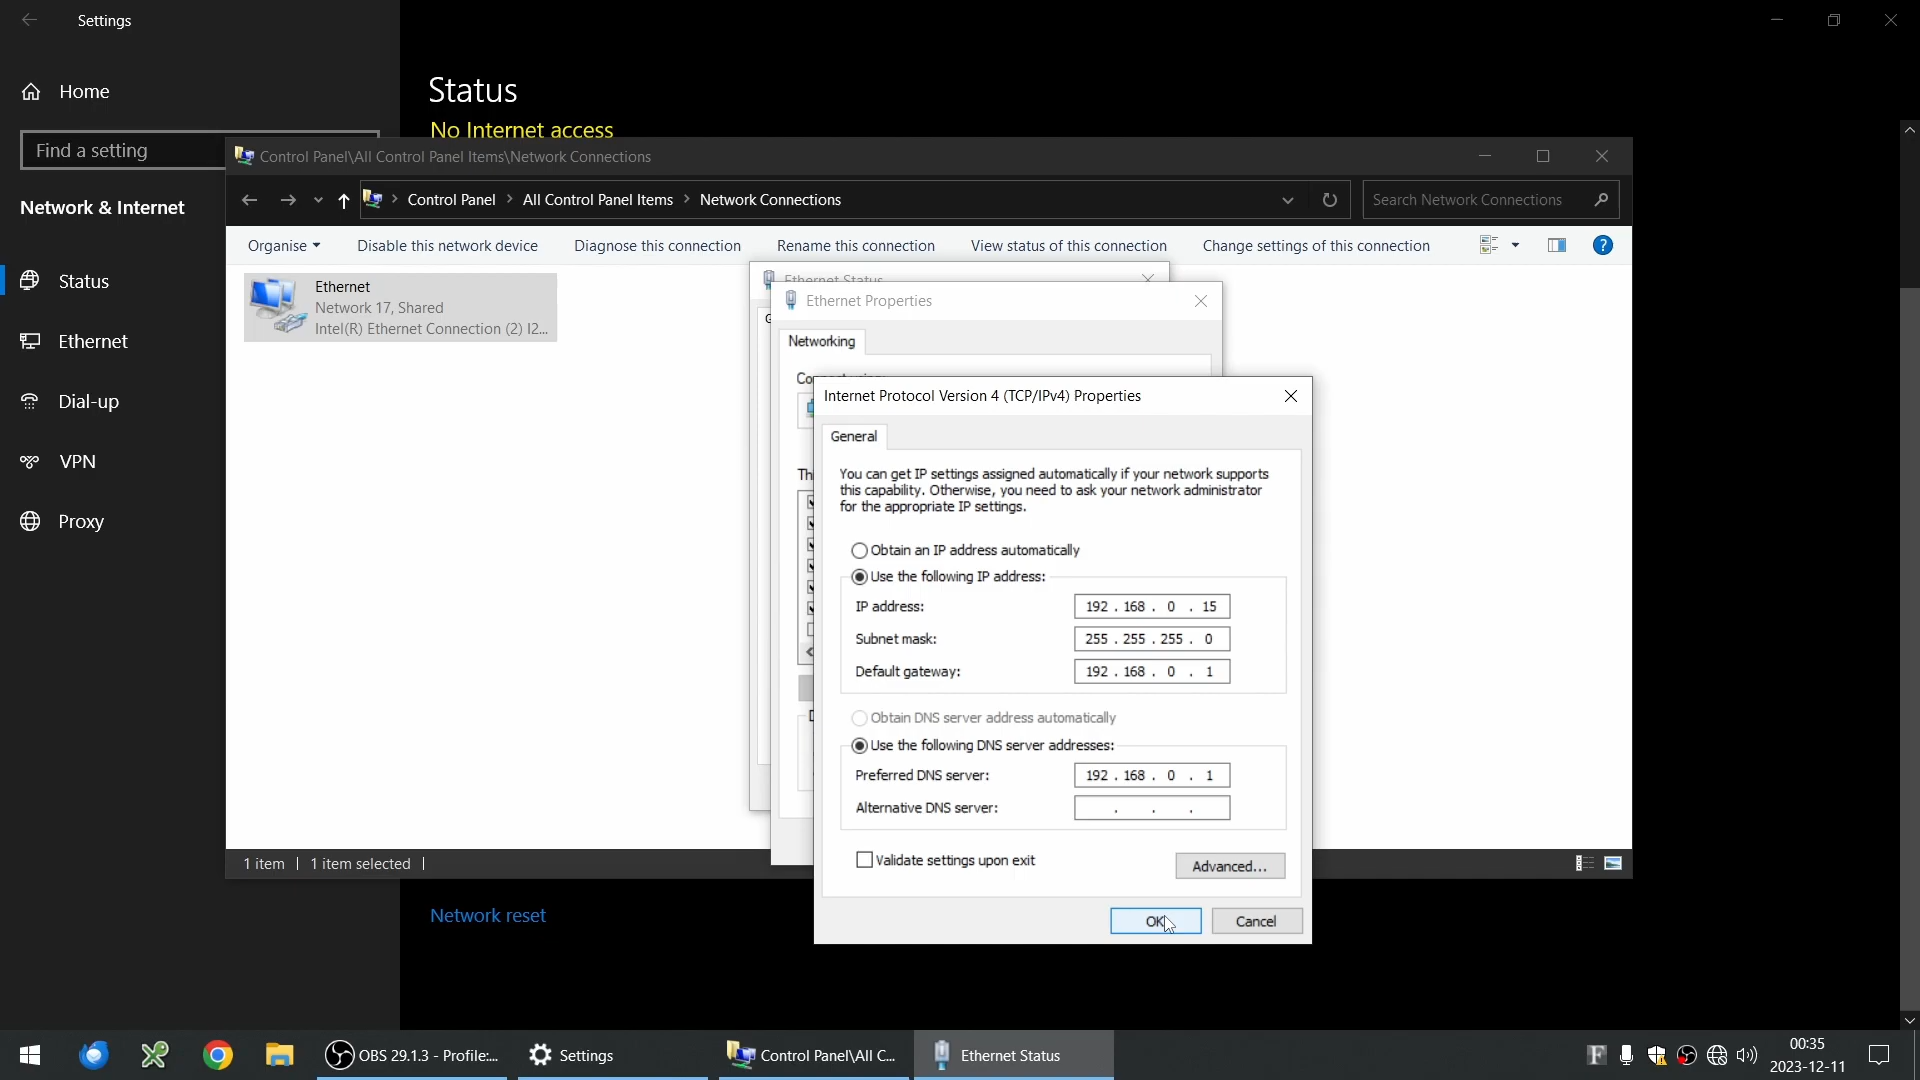 Settings
Home
Status
No Internet access
Find a setting
Control Panel\All Control Panel Items\Network Connections
Control Panel All Control Panel Items Network Connections
Search Network Connections
Network & Internet
Organise Disable this network device Diagnose this connection Rename this connection View status of this connection Change settings of this connection
Status
Ethernet
Dial-up
VPN
Proxy
Ethernet
Network 17, Shared
Intel(R) Ethernet Connection (2) I2...
Ethernet Status
Ethernet Properties
Networking
Internet Protocol Version 4 (TCP/IPv4) Properties
General
You can get IP settings assigned automatically if your network supports
this capability. Otherwise, you need to ask your network administrator
for the appropriate IP settings.
Obtain an IP address automatically
Use the following IP address:
IP address: 192 . 168 . 0 . 15
Subnet mask: 255 . 255 . 255 . 0
Default gateway: 192 . 168 . 0 . 1
Obtain DNS server address automatically
Use the following DNS server addresses:
Preferred DNS server: 192 . 168 . 0 . 1
Alternative DNS server: . . .
Validate settings upon exit
Advanced...
OK Cancel
1 item 1 item selected
Network reset
OBS 29.1.3 - Profile:...
Settings
Control Panel\All C...
Ethernet Status
00:35
2023-12-11